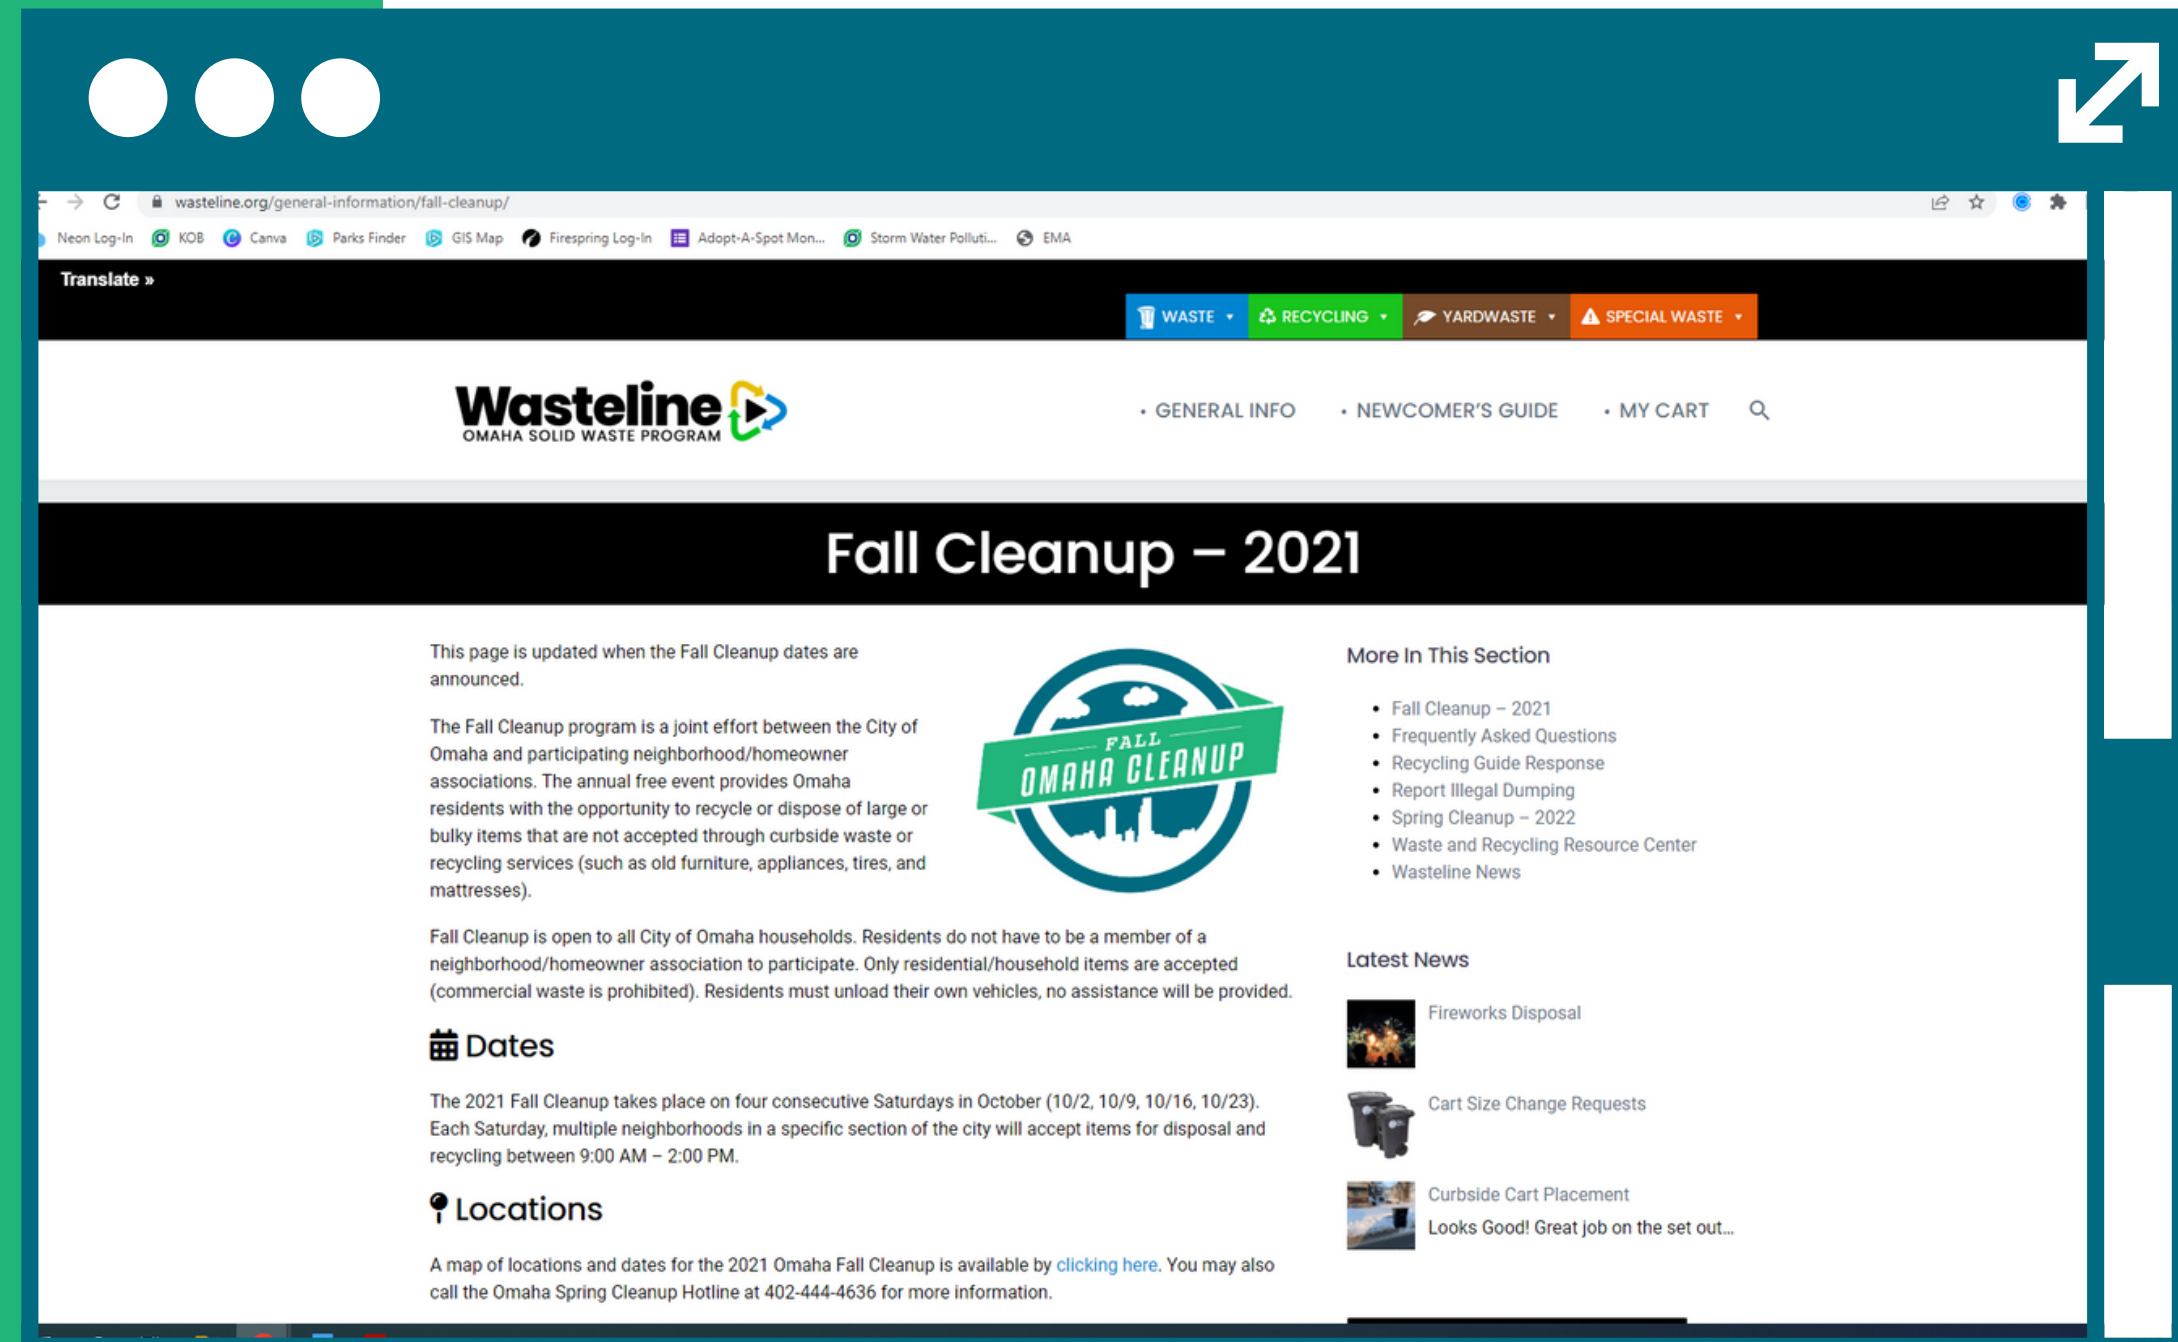 wasteline.org/general-information/fall-cleanup/
Neon Log-In KOB Canva Parks Finder GIS Map Firespring Log-In Adopt-A-Spot Mon... Storm Water Polluti... EMA
Translate »
WASTE RECYCLING YARDWASTE SPECIAL WASTE
Wasteline
OMAHA SOLID WASTE PROGRAM
• GENERAL INFO • NEWCOMER'S GUIDE • MY CART
Fall Cleanup – 2021
This page is updated when the Fall Cleanup dates are
announced.
The Fall Cleanup program is a joint effort between the City of
Omaha and participating neighborhood/homeowner
associations. The annual free event provides Omaha
residents with the opportunity to recycle or dispose of large or
bulky items that are not accepted through curbside waste or
recycling services (such as old furniture, appliances, tires, and
mattresses).
FALL
OMAHA CLEANUP
Fall Cleanup is open to all City of Omaha households. Residents do not have to be a member of a
neighborhood/homeowner association to participate. Only residential/household items are accepted
(commercial waste is prohibited). Residents must unload their own vehicles, no assistance will be provided.
Dates
The 2021 Fall Cleanup takes place on four consecutive Saturdays in October (10/2, 10/9, 10/16, 10/23).
Each Saturday, multiple neighborhoods in a specific section of the city will accept items for disposal and
recycling between 9:00 AM – 2:00 PM.
Locations
A map of locations and dates for the 2021 Omaha Fall Cleanup is available by clicking here. You may also
call the Omaha Spring Cleanup Hotline at 402-444-4636 for more information.
More In This Section
• Fall Cleanup – 2021
• Frequently Asked Questions
• Recycling Guide Response
• Report Illegal Dumping
• Spring Cleanup – 2022
• Waste and Recycling Resource Center
• Wasteline News
Latest News
Fireworks Disposal
Cart Size Change Requests
Curbside Cart Placement
Looks Good! Great job on the set out...